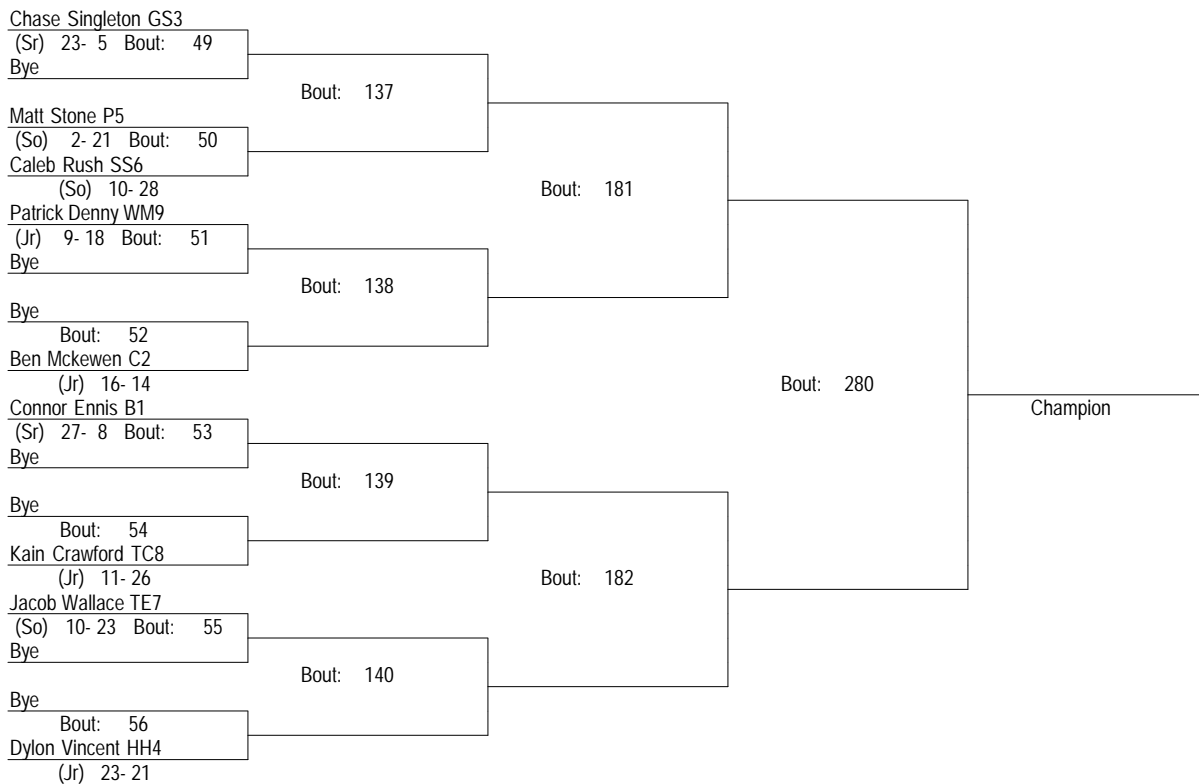 Chase Singleton GS3
(Sr) 23- 5 Bout: 49
Bye
Bout: 137
Matt Stone P5
(So) 2- 21 Bout: 50
Caleb Rush SS6
(So) 10- 28
Bout: 181
Patrick Denny WM9
(Jr) 9- 18 Bout: 51
Bye
Bout: 138
Bye
Bout: 52
Ben Mckewen C2
(Jr) 16- 14
Bout: 280
Connor Ennis B1
Champion
(Sr) 27- 8 Bout: 53
Bye
Bout: 139
Bye
Bout: 54
Kain Crawford TC8
(Jr) 11- 26
Bout: 182
Jacob Wallace TE7
(So) 10- 23 Bout: 55
Bye
Bout: 140
Bye
Bout: 56
Dylon Vincent HH4
(Jr) 23- 21